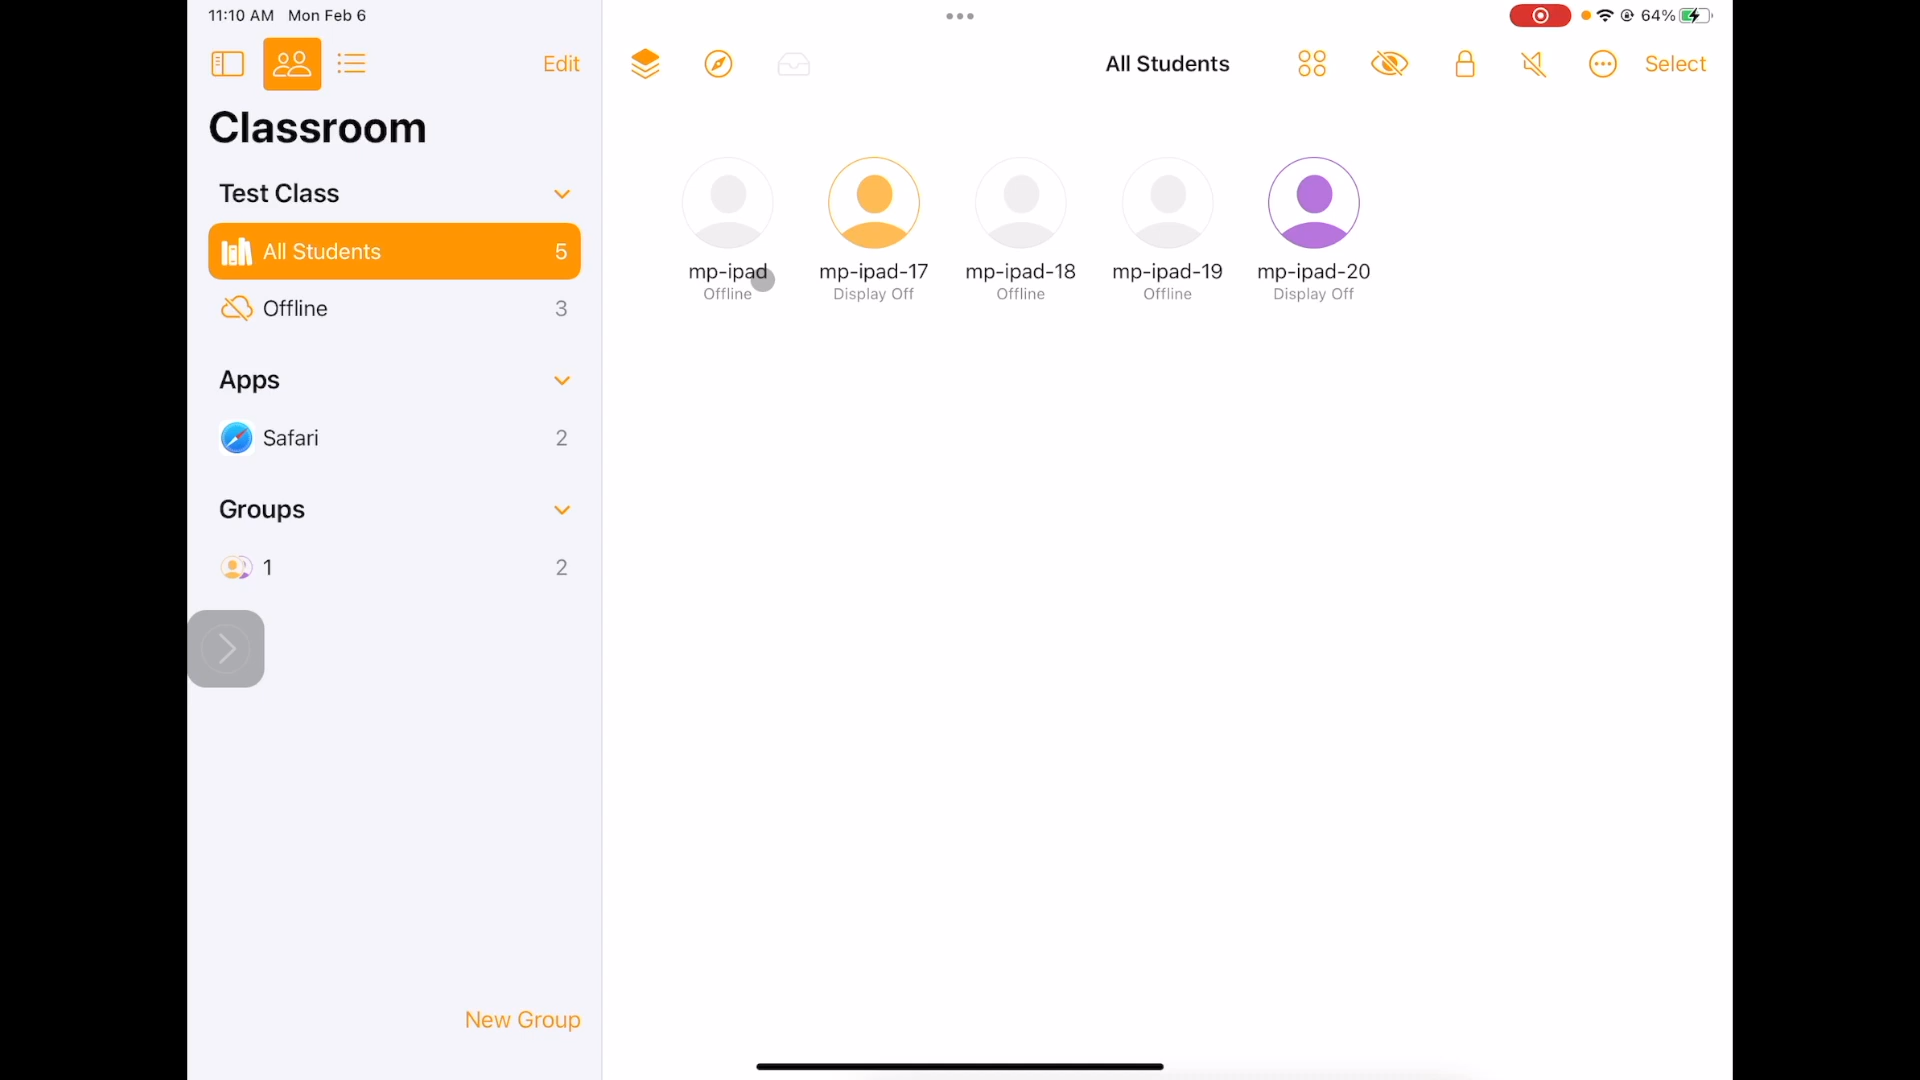 11:10 AM Mon Feb 6
64%
Edit
All Students
Select
Classroom
Test Class
All Students 5
Offline 3
Apps
Safari 2
Groups
1 2
New Group
mp-ipad
Offline
mp-ipad-17
Display Off
mp-ipad-18
Offline
mp-ipad-19
Offline
mp-ipad-20
Display Off